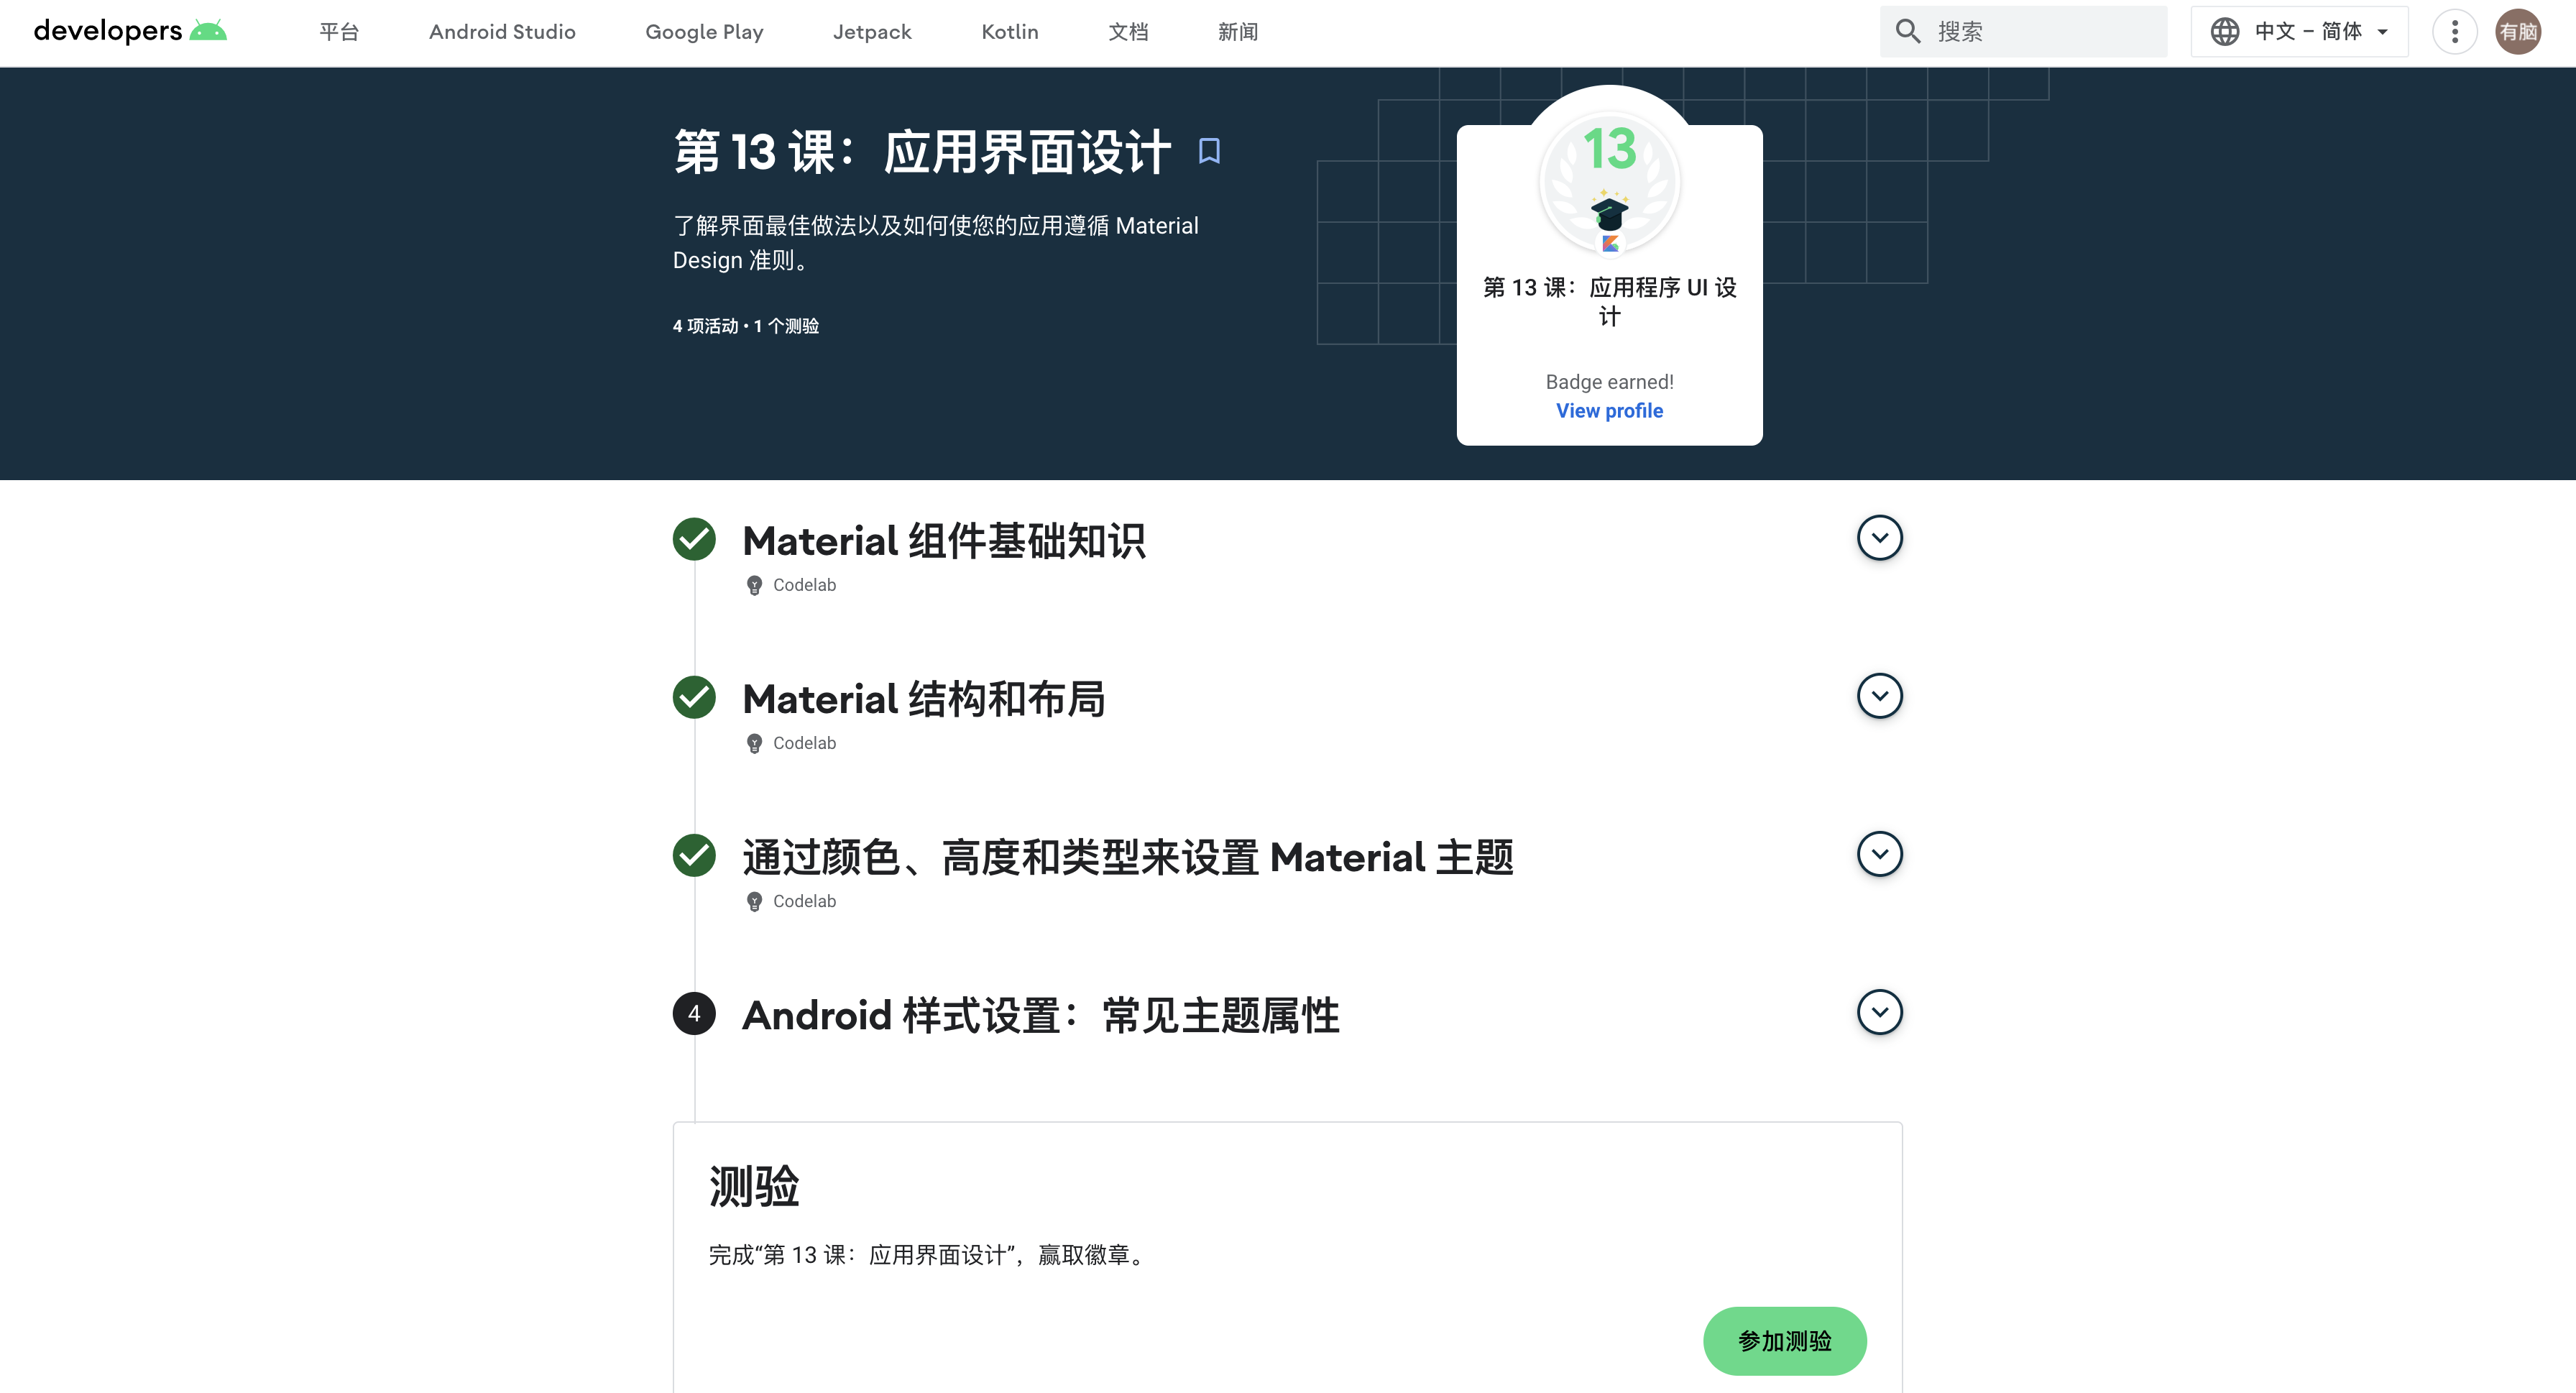 developers
平台
Android Studio
Google Play
Jetpack
Kotlin
文档
新闻
搜索
中文 – 简体
有脑
第 13 课：应用界面设计
了解界面最佳做法以及如何使您的应用遵循 Material
Design 准则。
4 项活动 • 1 个测验
13
第 13 课：应用程序 UI 设
计
Badge earned!
View profile
Material 组件基础知识
Codelab
Material 结构和布局
Codelab
通过颜色、高度和类型来设置 Material 主题
Codelab
4
Android 样式设置：常见主题属性
测验
完成“第 13 课：应用界面设计”，赢取徽章。
参加测验